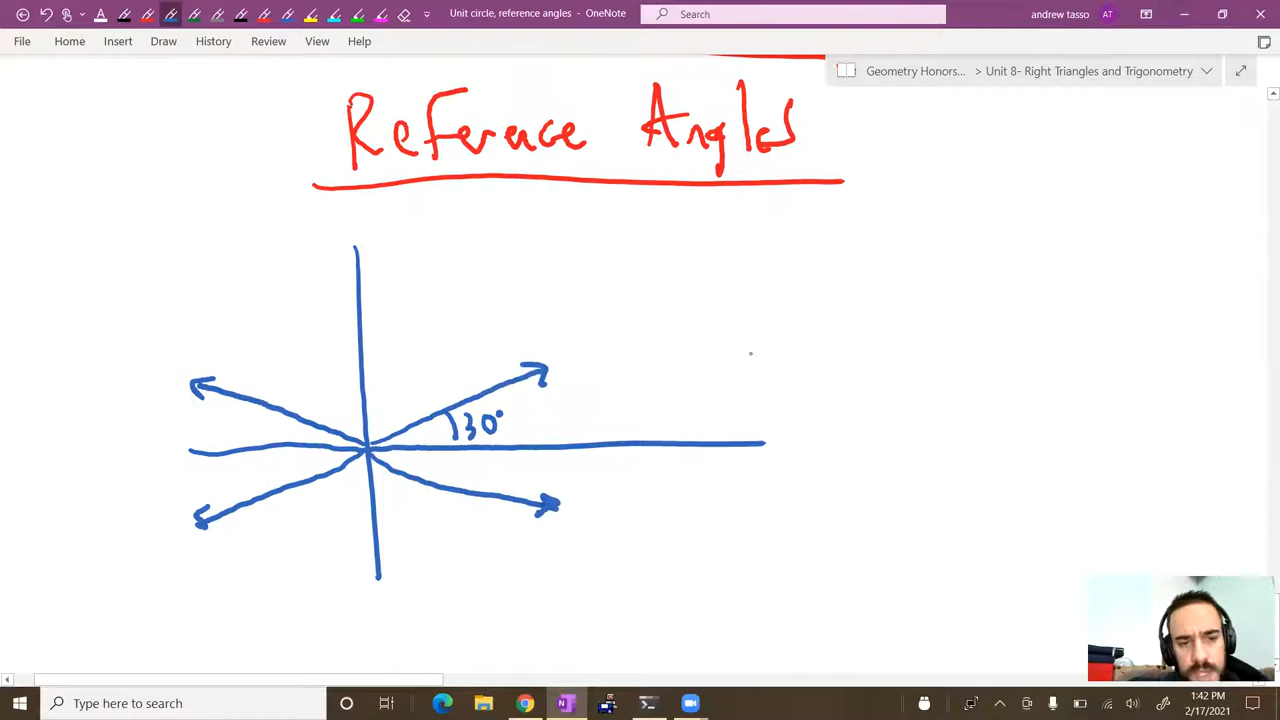 Unit circle, reference angles - OneNote
Search
andrew tasso
AT
File Home Insert Draw History Review View Help
Geometry Honors... > Unit 8- Right Triangles and Trigonometry
Reference Angles
30°
Type here to search
1:42 PM
2/17/2021